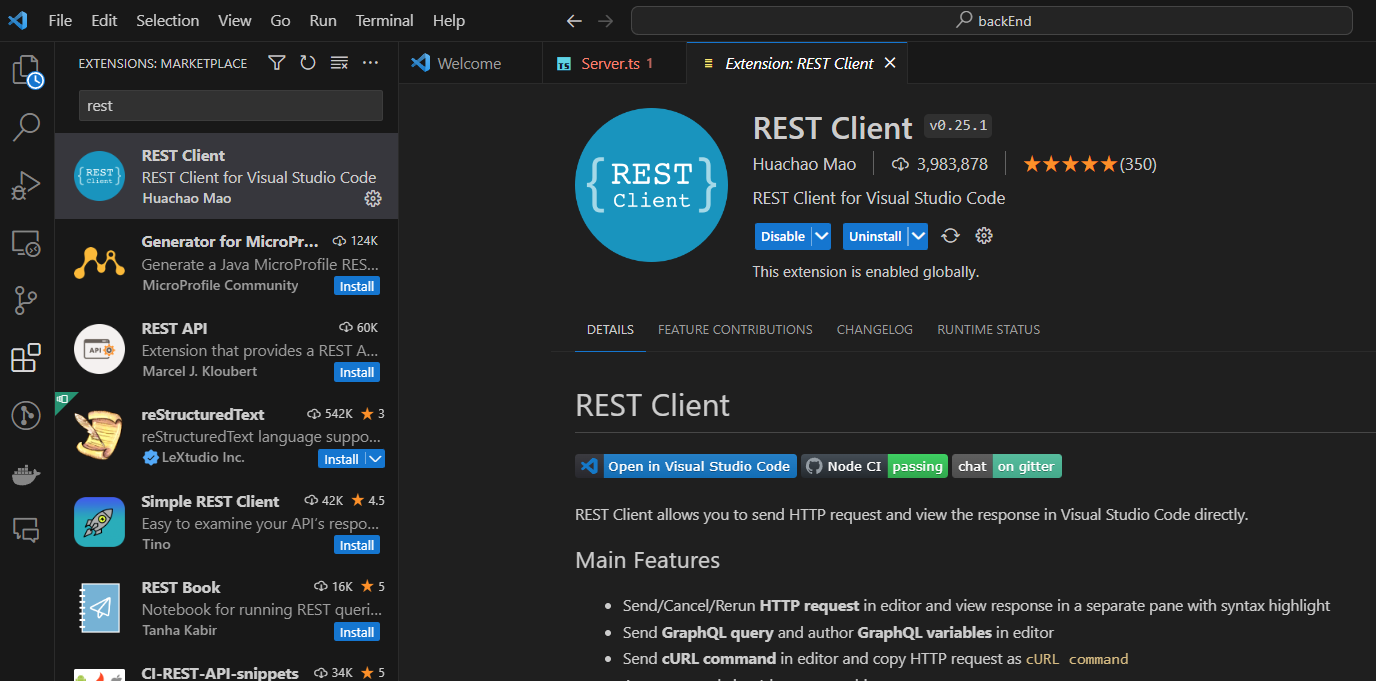 File Edit Selection View Go Run Terminal Help
backEnd
EXTENSIONS: MARKETPLACE
rest
REST Client
REST Client for Visual Studio Code
Huachao Mao
Generator for MicroPr... 124K
Generate a Java MicroProfile RES...
MicroProfile Community Install
REST API 60K
Extension that provides a REST A...
Marcel J. Kloubert Install
reStructuredText 542K ★ 3
reStructuredText language suppo...
LeXtudio Inc. Install
Simple REST Client 42K ★ 4.5
Easy to examine your API's respo...
Tino Install
REST Book 16K ★ 5
Notebook for running REST queri...
Tanha Kabir Install
CI-REST-API-snippets 34K ★ 5
Welcome
TS Server.ts 1
Extension: REST Client
{REST}
Client
REST Client v0.25.1
Huachao Mao 3,983,878 ★★★★★(350)
REST Client for Visual Studio Code
Disable Uninstall
This extension is enabled globally.
DETAILS FEATURE CONTRIBUTIONS CHANGELOG RUNTIME STATUS
REST Client
Open in Visual Studio Code Node CI passing chat on gitter
REST Client allows you to send HTTP request and view the response in Visual Studio Code directly.
Main Features
• Send/Cancel/Rerun HTTP request in editor and view response in a separate pane with syntax highlight
• Send GraphQL query and author GraphQL variables in editor
• Send cURL command in editor and copy HTTP request as cURL command